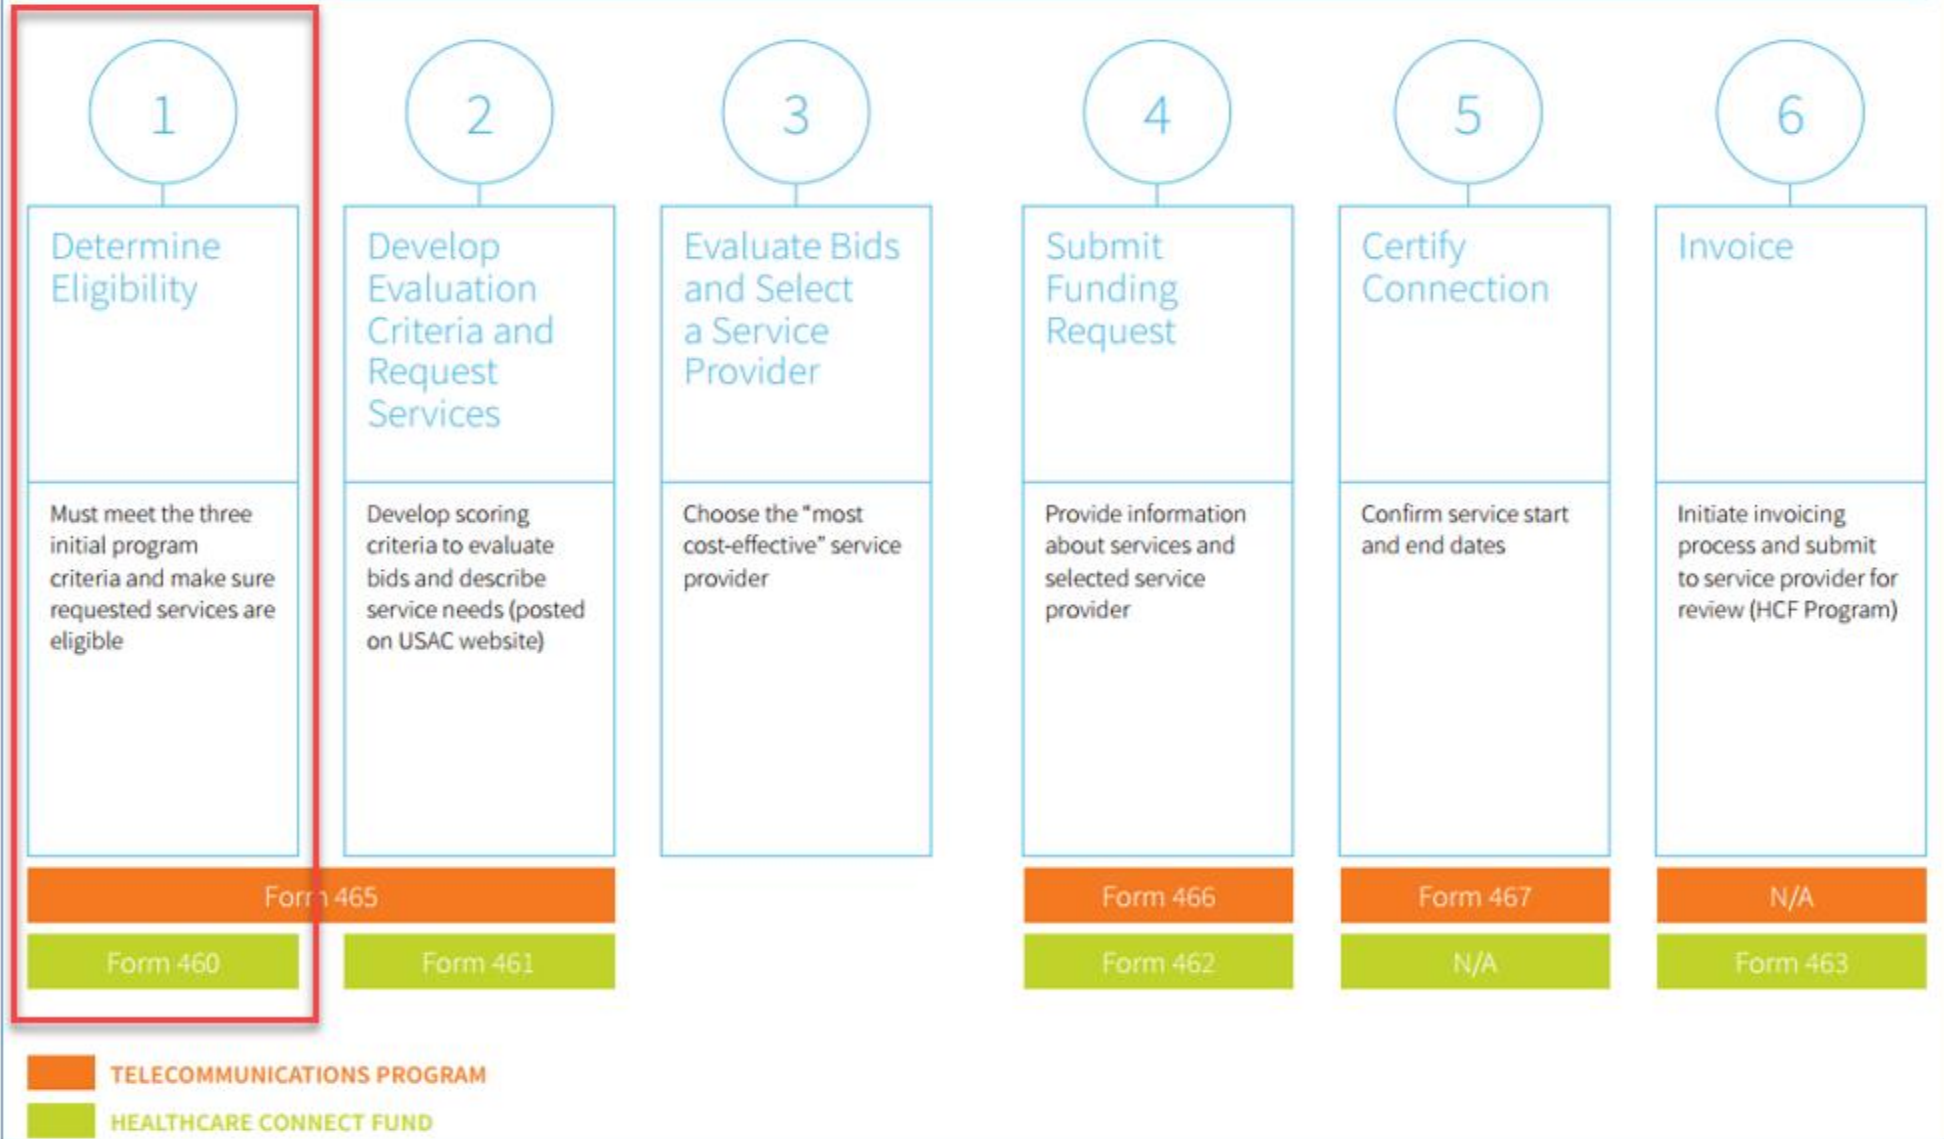 1
Determine
Eligibility
Must meet the three
initial program
criteria and make sure
requested services are
eligible
2
Develop
Evaluation
Criteria and
Request
Services
Develop scoring
criteria to evaluate
bids and describe
service needs (posted
on USAC website)
3
Evaluate Bids
and Select
a Service
Provider
Choose the “most
cost-effective” service
provider
4
Submit
Funding
Request
Provide information
about services and
selected service
provider
5
Certify
Connection
Confirm service start
and end dates
6
Invoice
Initiate invoicing
process and submit
to service provider for
review (HCF Program)
Form 465
Form 466
Form 467
N/A
Form 460
Form 461
Form 462
N/A
Form 463
TELECOMMUNICATIONS PROGRAM
HEALTHCARE CONNECT FUND